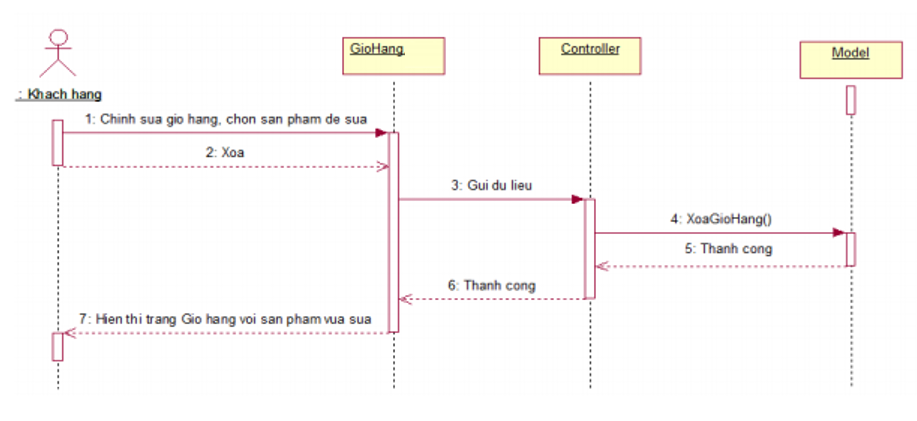 GioHang
Controller
Model
: Khach hang
1: Chinh sua gio hang, chon san pham de sua
2: Xoa
3: Gui du lieu
4: XoaGioHang()
5: Thanh cong
6: Thanh cong
7: Hien thi trang Gio hang voi san pham vua sua